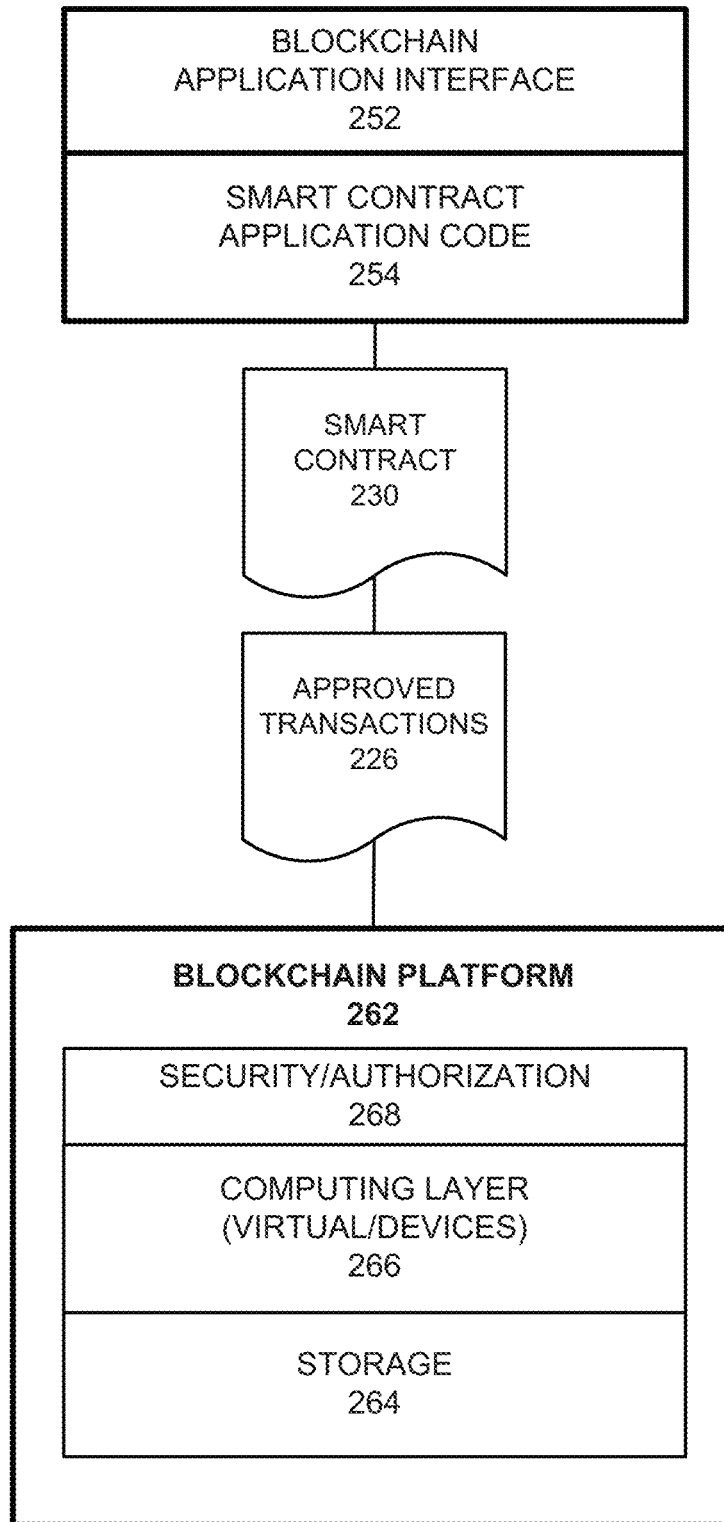 BLOCKCHAIN
APPLICATION INTERFACE
252
SMART CONTRACT
APPLICATION CODE
254
SMART
CONTRACT
230
APPROVED
TRANSACTIONS
226
BLOCKCHAIN PLATFORM
262
SECURITY/AUTHORIZATION
268
COMPUTING LAYER
(VIRTUAL/DEVICES)
266
STORAGE
264